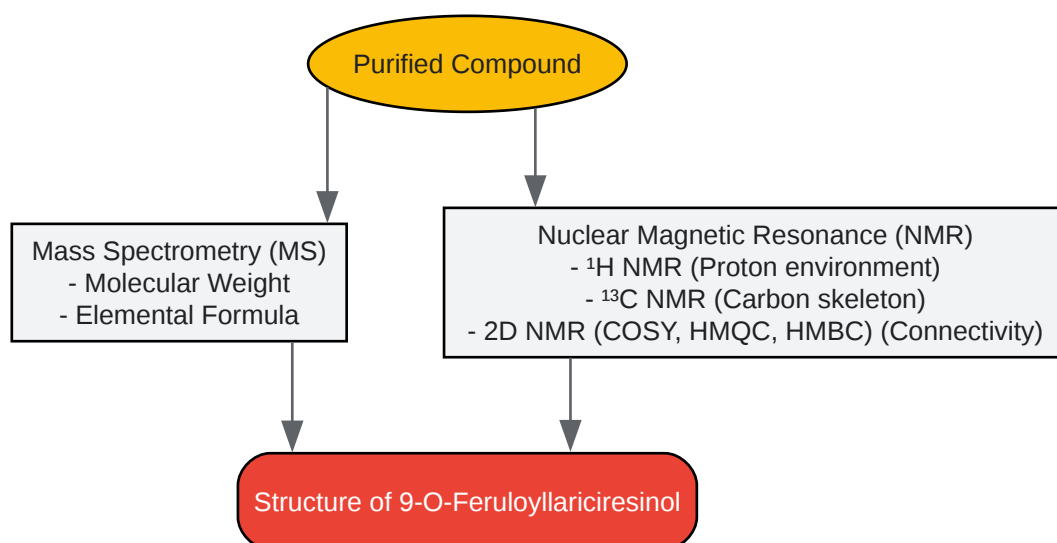 Purified Compound
Mass Spectrometry (MS)
- Molecular Weight
- Elemental Formula
Nuclear Magnetic Resonance (NMR)
- ¹H NMR (Proton environment)
- ¹³C NMR (Carbon skeleton)
- 2D NMR (COSY, HMQC, HMBC) (Connectivity)
Structure of 9-O-Feruloyllariciresinol